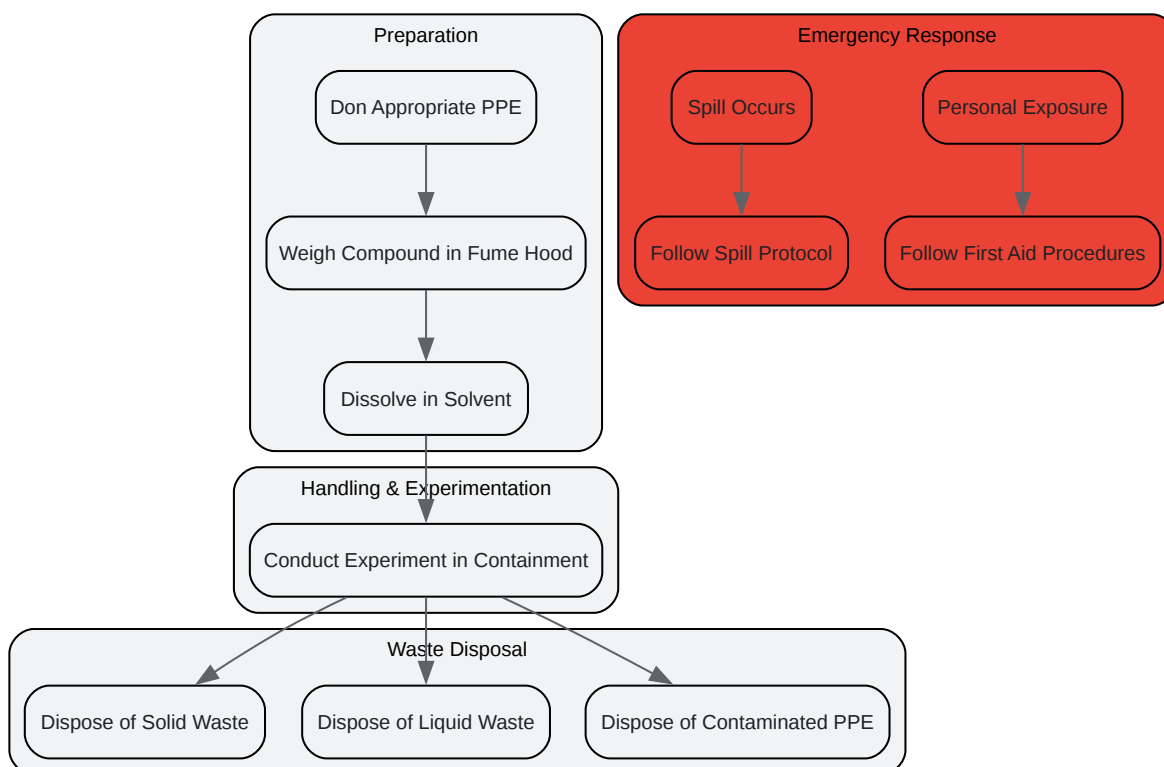 Preparation
Don Appropriate PPE
Weigh Compound in Fume Hood
Dissolve in Solvent
Emergency Response
Spill Occurs
Personal Exposure
Follow Spill Protocol
Follow First Aid Procedures
Handling & Experimentation
Conduct Experiment in Containment
Waste Disposal
Dispose of Solid Waste
Dispose of Liquid Waste
Dispose of Contaminated PPE